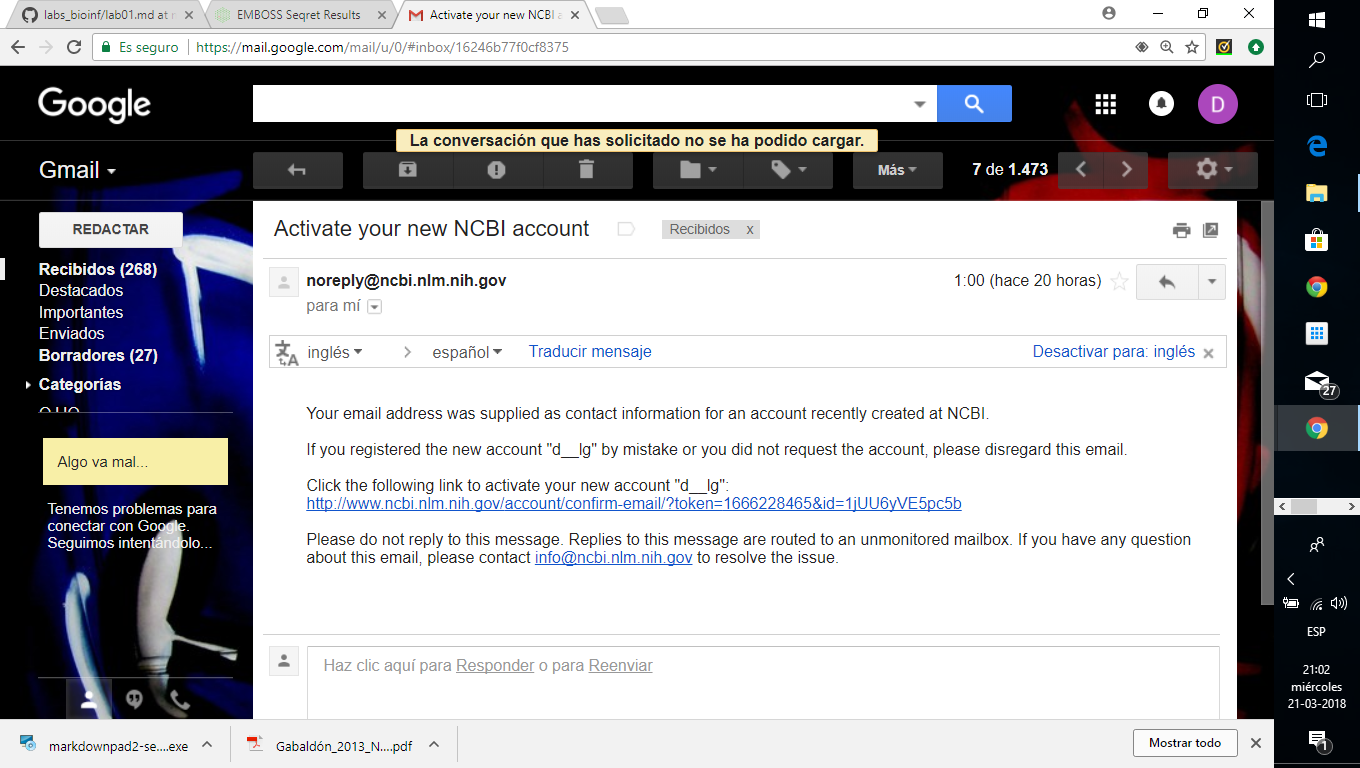 labs_bioinf/lab01.md at r
EMBOSS Seqret Results
Activate your new NCBI a
Es seguro
https://mail.google.com/mail/u/0/#inbox/16246b77f0cf8375
Google
D
La conversación que has solicitado no se ha podido cargar.
Gmail
Más
7 de 1.473
REDACTAR
Recibidos (268)
Destacados
Importantes
Enviados
Borradores (27)
Categorías
Algo va mal...
Tenemos problemas para
conectar con Google.
Seguimos intentándolo...
Activate your new NCBI account
Recibidos x
noreply@ncbi.nlm.nih.gov
1:00 (hace 20 horas)
para mí
inglés
español
Traducir mensaje
Desactivar para: inglés
Your email address was supplied as contact information for an account recently created at NCBI.
If you registered the new account "d__lg" by mistake or you did not request the account, please disregard this email.
Click the following link to activate your new account "d__lg":
http://www.ncbi.nlm.nih.gov/account/confirm-email/?token=1666228465&id=1jUU6yVE5pc5b
Please do not reply to this message. Replies to this message are routed to an unmonitored mailbox. If you have any question
about this email, please contact info@ncbi.nlm.nih.gov to resolve the issue.
Haz clic aquí para Responder o para Reenviar
markdownpad2-se....exe
Gabaldón_2013_N....pdf
Mostrar todo
27
ESP
21:02
miércoles
21-03-2018
1